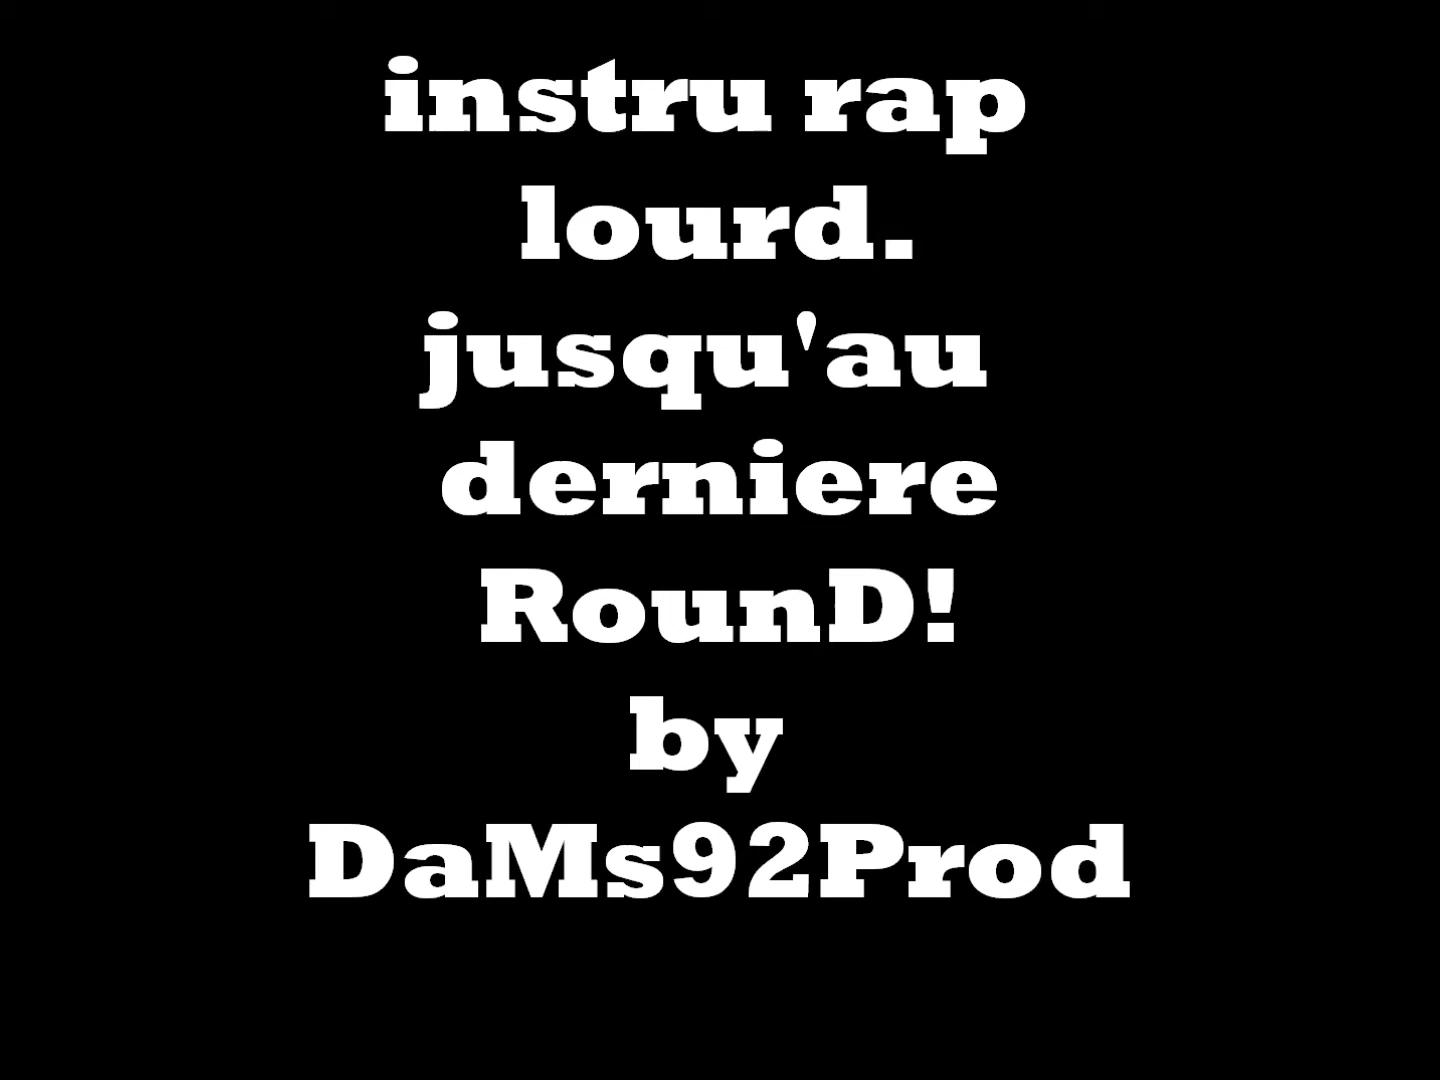 instru rap
lourd.
jusqu'au
derniere
RounD!
by
DaMs92Prod